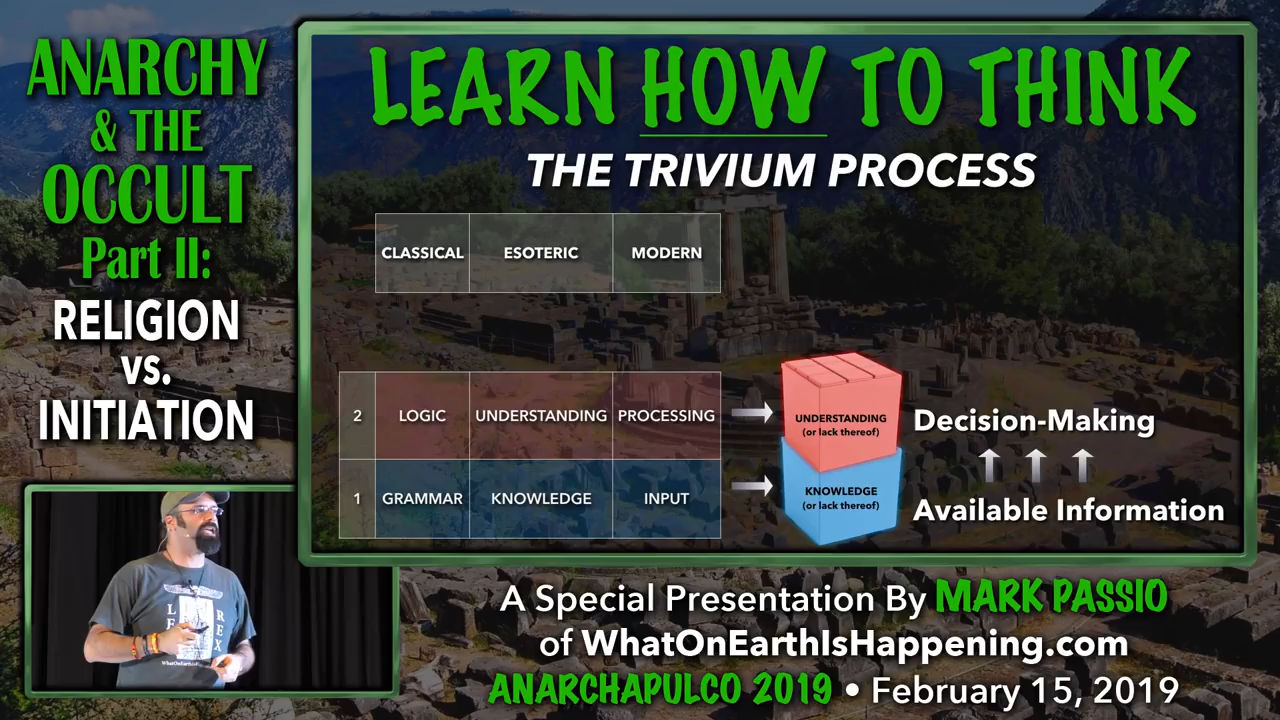 ANARCHY
& THE
OCCULT
Part II:
RELIGION
vs.
INITIATION
LEARN HOW TO THINK
THE TRIVIUM PROCESS
CLASSICAL ESOTERIC MODERN
2 LOGIC UNDERSTANDING PROCESSING
1 GRAMMAR KNOWLEDGE INPUT
UNDERSTANDING
(or lack thereof)
KNOWLEDGE
(or lack thereof)
Decision-Making
Available Information
L REX
A Special Presentation By MARK PASSIO
of WhatOnEarthIsHappening.com
ANARCHAPULCO 2019 • February 15, 2019